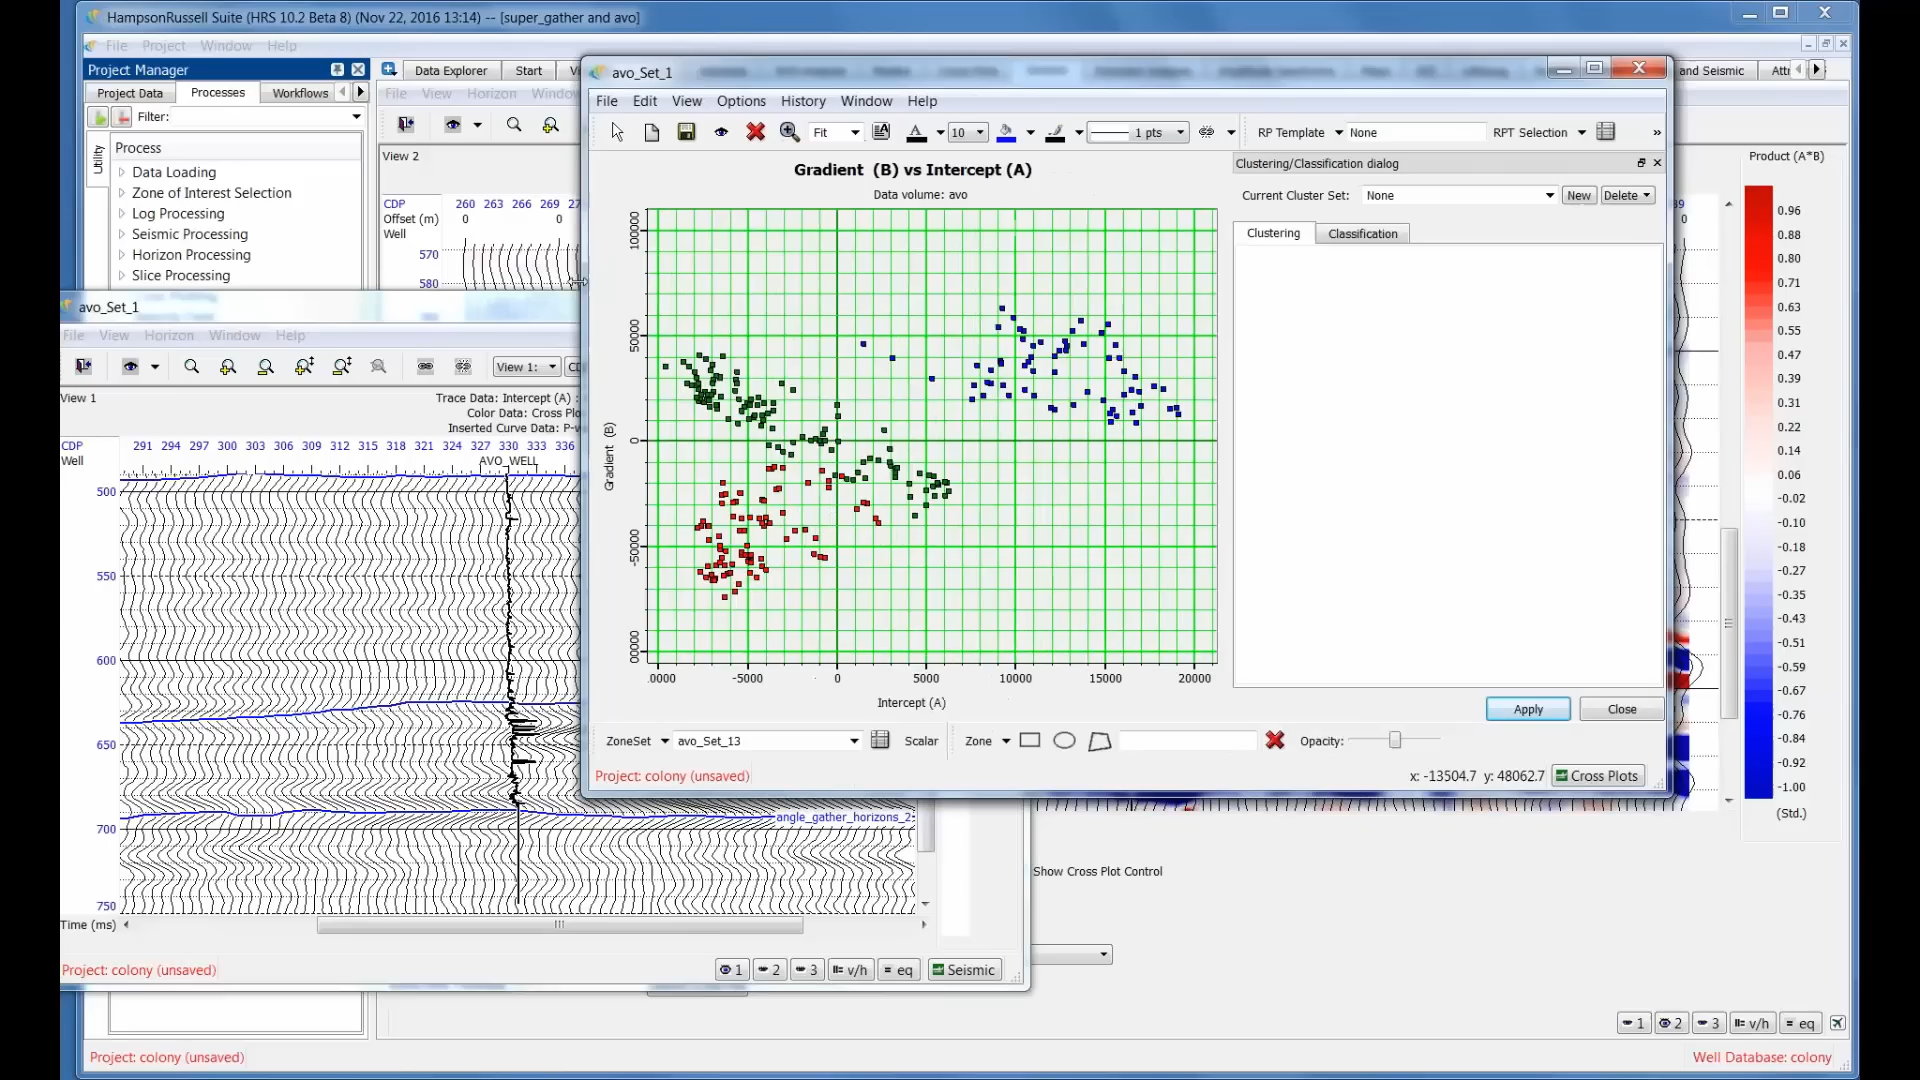 HampsonRussell Suite (HRS 10.2 Beta 8) (Nov 22, 2016 13:14) -- [super_gather and avo]
File Project Window Help
Project Manager
Project Data Processes Workflows
Filter:
Utility
Process
Data Loading
Zone of Interest Selection
Log Processing
Seismic Processing
Horizon Processing
Slice Processing
Data Explorer Start
File View Horizon Window
View 2
CDP 260 263 266 269
Offset (m) 0 0
Well
570
580
avo_Set_1
File Edit View Options History Window Help
Fit A 10 1 pts RP Template None RPT Selection »
Gradient (B) vs Intercept (A)
Data volume: avo
100000
50000
0
-50000
00000
Gradient (B)
.0000 -5000 0 5000 10000 15000 20000
Intercept (A)
Clustering/Classification dialog
Current Cluster Set: None New Delete
Clustering Classification
Apply Close
ZoneSet avo_Set_13 Scalar Zone Opacity:
Project: colony (unsaved) x: -13504.7 y: 48062.7 Cross Plots
and Seismic
Product (A*B)
0.96
0.88
0.80
0.71
0.63
0.55
0.47
0.39
0.31
0.22
0.14
0.06
-0.02
-0.10
-0.18
-0.27
-0.35
-0.43
-0.51
-0.59
-0.67
-0.76
-0.84
-0.92
-1.00
(Std.)
avo_Set_1
File View Horizon Window Help
View 1:
View 1
Trace Data: Intercept (A) :
Color Data: Cross Plo
Inserted Curve Data: P-w
CDP 291 294 297 300 303 306 309 312 315 318 321 324 327 330 333 336
Well AVO_WELL
500
550
600
650
700
750
angle_gather_horizons_2:
Time (ms)
Project: colony (unsaved) 1 2 3 v/h eq Seismic
Show Cross Plot Control
1 2 3 v/h eq
Project: colony (unsaved) Well Database: colony